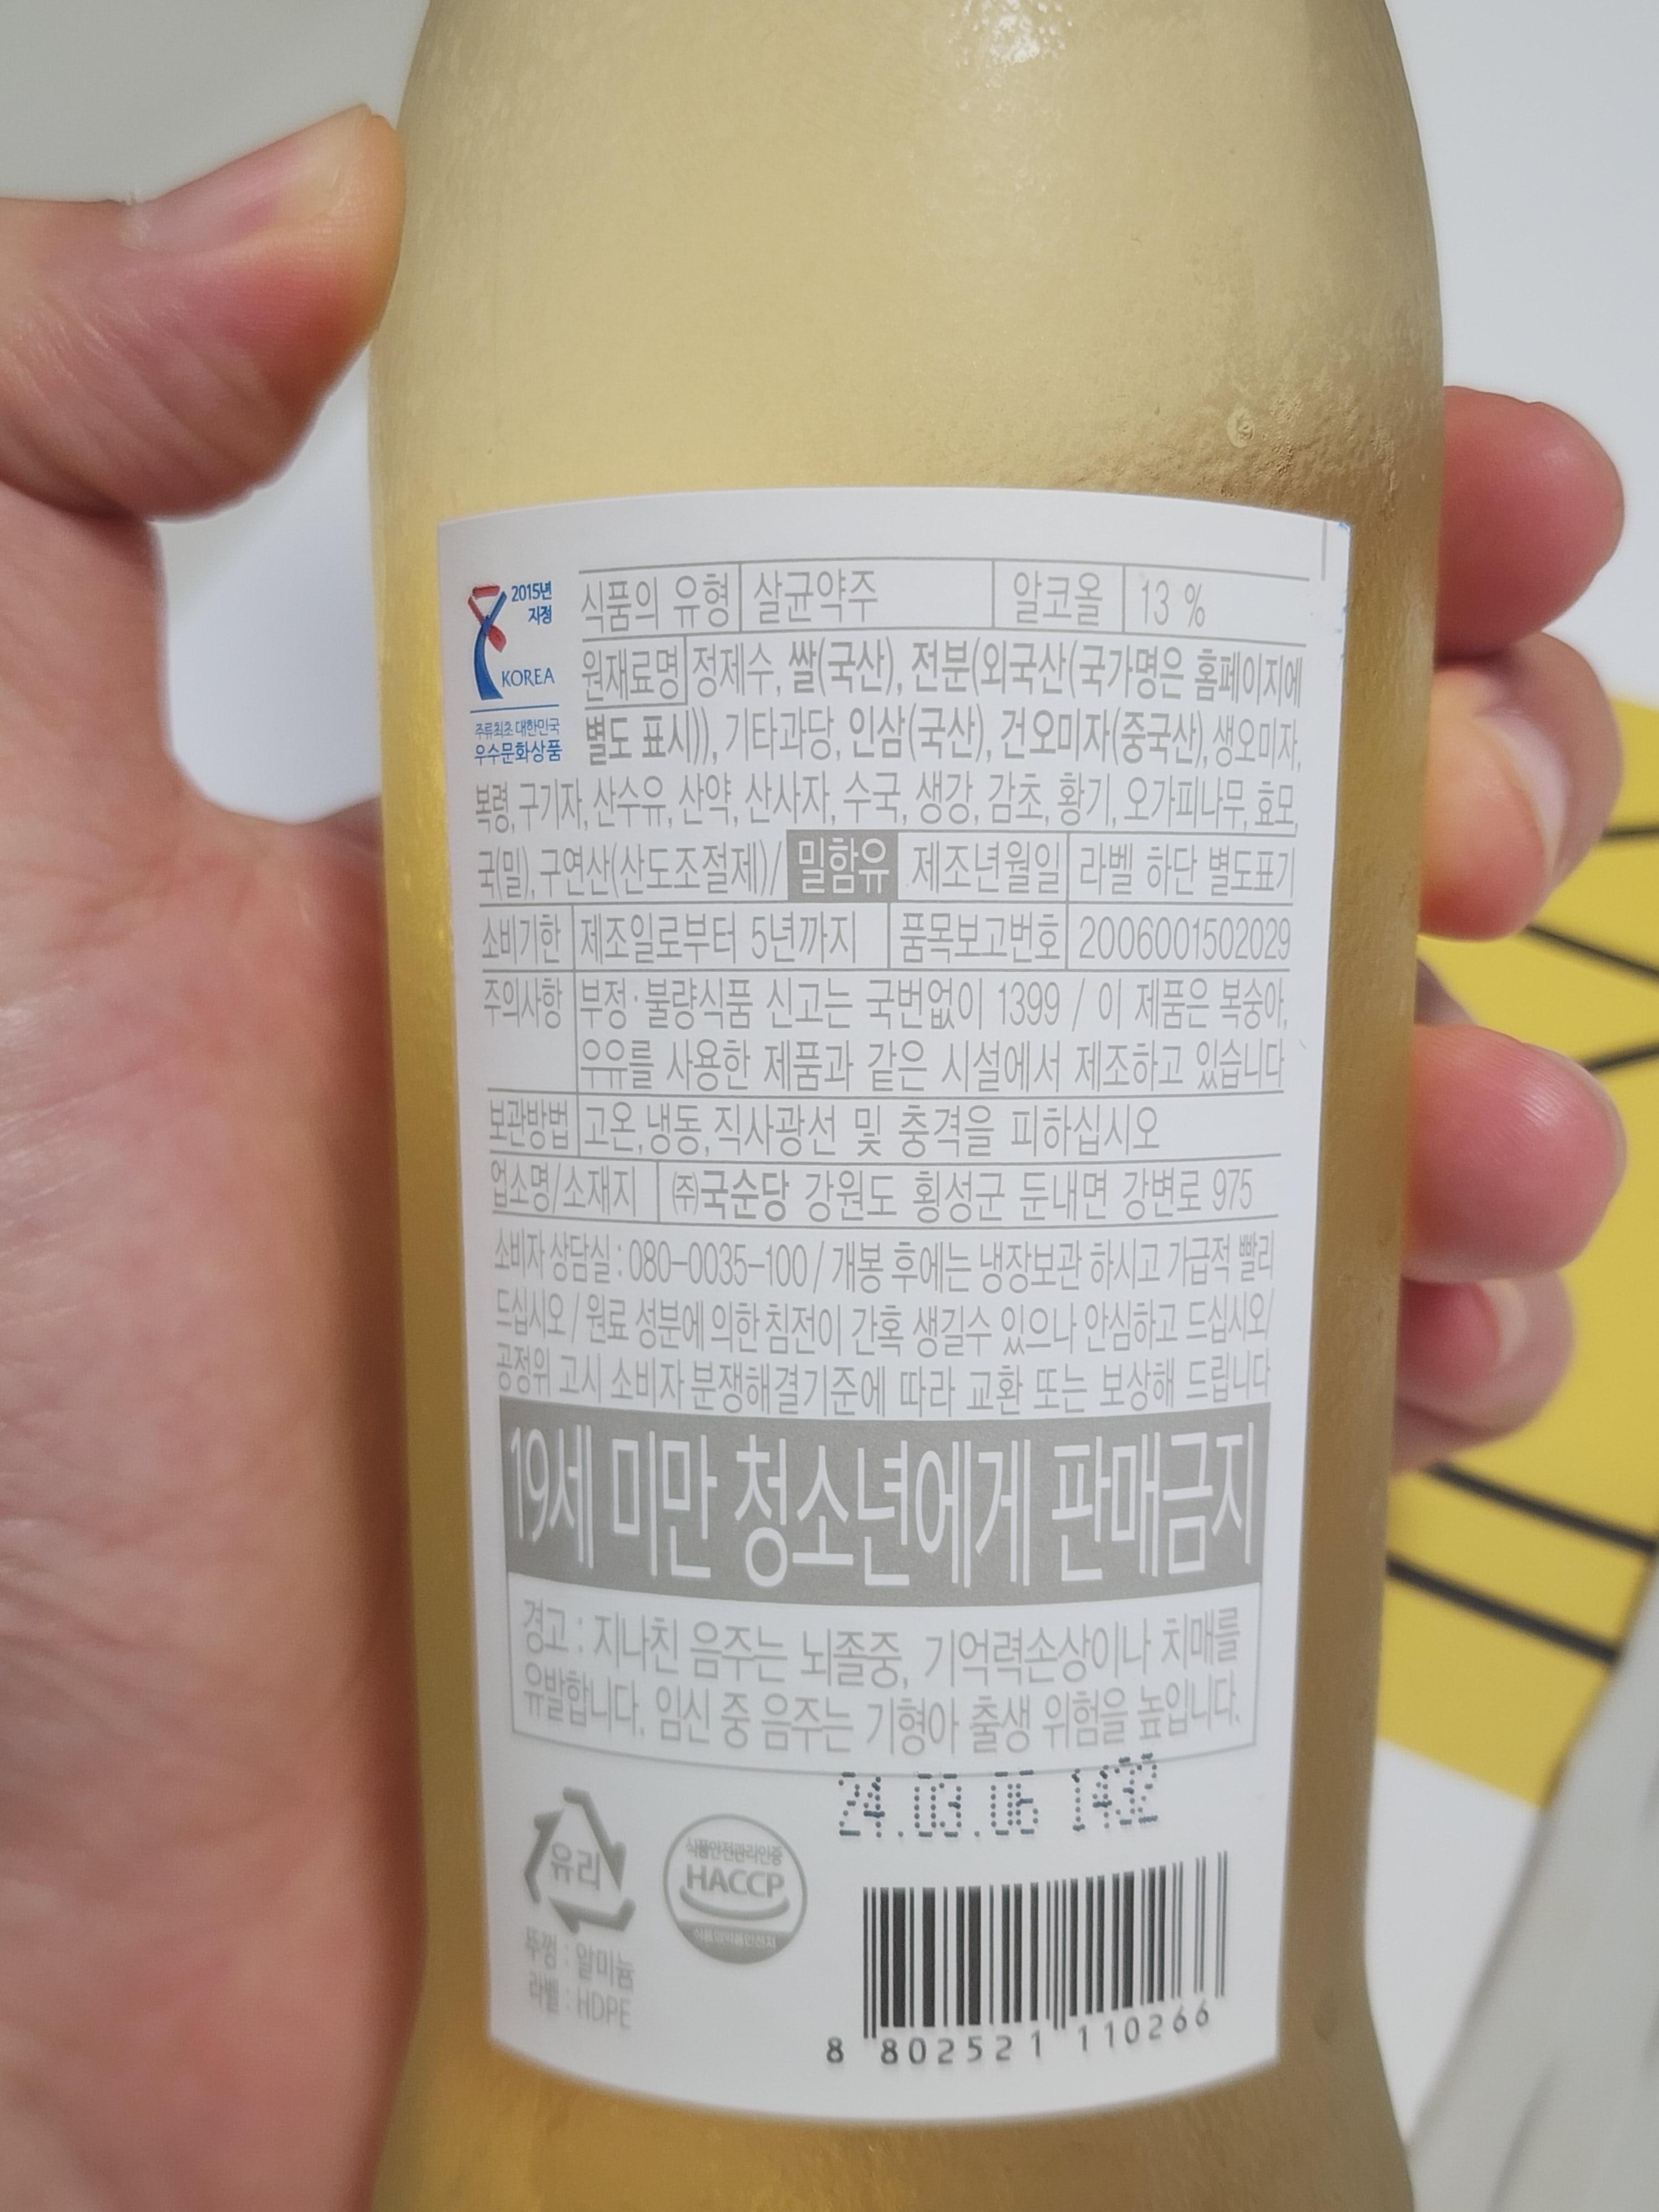 2015년
지정
KOREA
주류최초 대한민국
우수문화상품
식품의 유형 살균약주 알코올 13 %
원재료명 정제수, 쌀(국산), 전분(외국산(국가명은 홈페이지에
별도 표시)), 기타과당, 인삼(국산), 건오미자(중국산), 생오미자,
복령, 구기자, 산수유, 산약, 산사자, 수국, 생강, 감초, 황기, 오가피나무, 효모,
국(밀), 구연산(산도조절제)/ 밀함유 제조년월일 라벨 하단 별도표기
소비기한 제조일로부터 5년까지 품목보고번호 2006001502029
주의사항 부정·불량식품 신고는 국번없이 1399 / 이 제품은 복숭아,
우유를 사용한 제품과 같은 시설에서 제조하고 있습니다
보관방법 고온,냉동,직사광선 및 충격을 피하십시오
업소명/소재지 ㈜국순당 강원도 횡성군 둔내면 강변로 975
소비자 상담실 : 080-0035-100 / 개봉 후에는 냉장보관 하시고 가급적 빨리
드십시오 / 원료 성분에 의한 침전이 간혹 생길수 있으나 안심하고 드십시오/
공정위 고시 소비자 분쟁해결기준에 따라 교환 또는 보상해 드립니다
19세 미만 청소년에게 판매금지
경고 : 지나친 음주는 뇌졸중, 기억력손상이나 치매를
유발합니다. 임신 중 음주는 기형아 출생 위험을 높입니다.
24.03.06 1432
유리
뚜껑 : 알미늄
라벨 : HDPE
식품안전관리인증
HACCP
식품의약품안전처
8 802521 110266